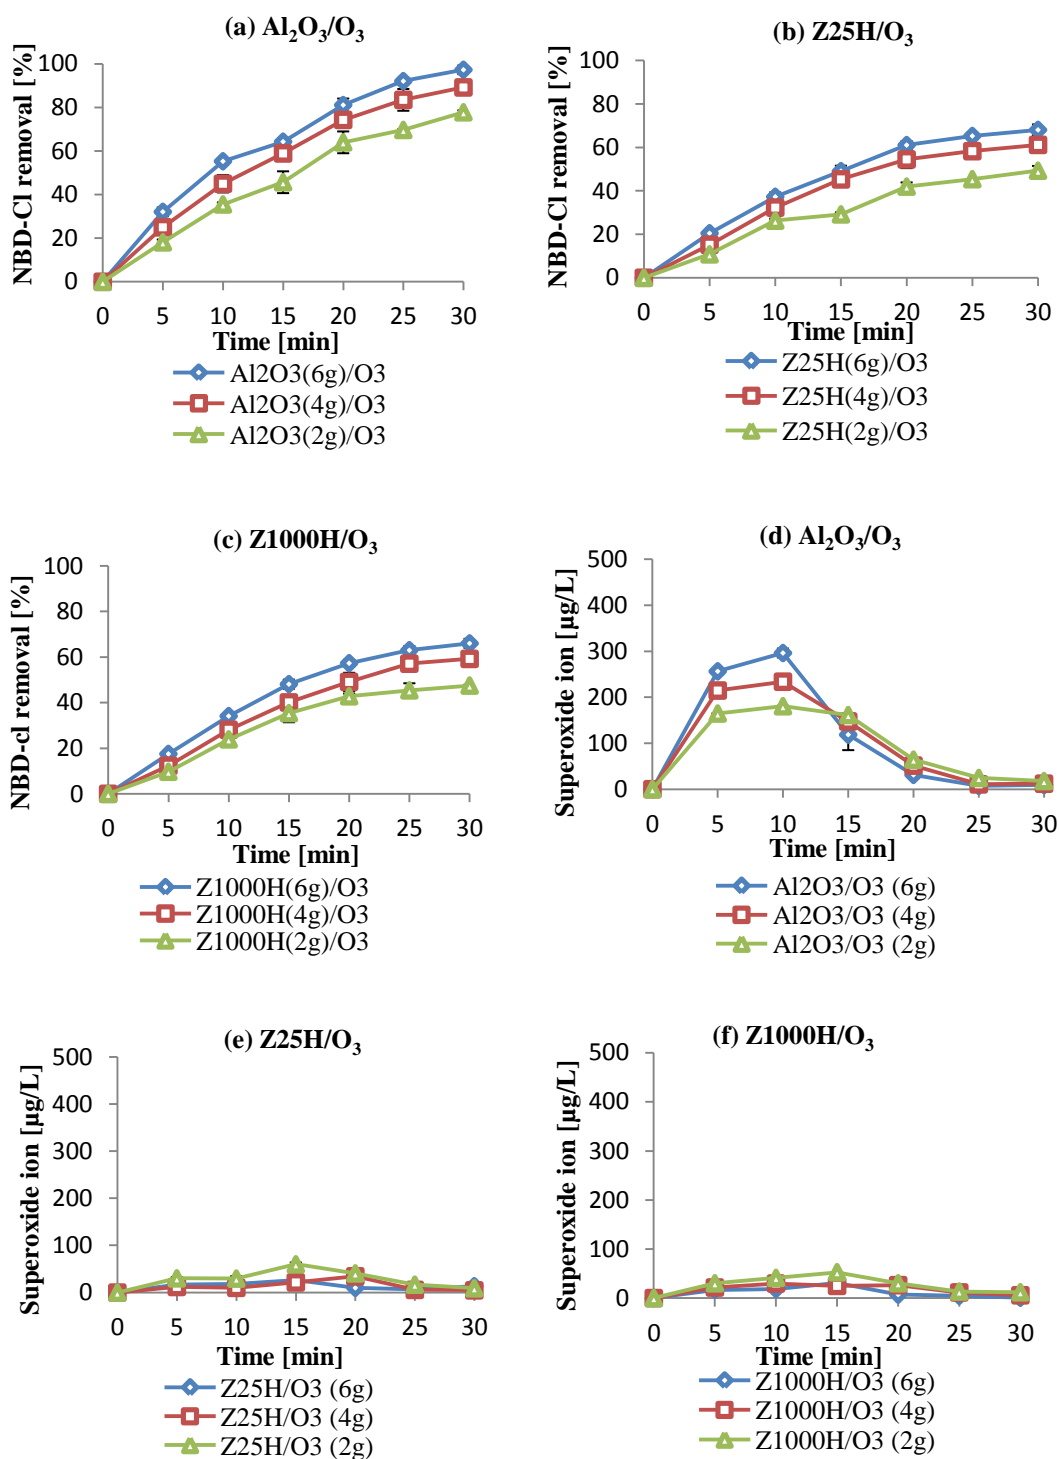 (a) Al₂O₃/O₃
NBD-Cl removal [%]
100
80
60
40
20
0
0 5 10 15 20 25 30
Time [min]
Al2O3(6g)/O3
Al2O3(4g)/O3
Al2O3(2g)/O3
(b) Z25H/O₃
NBD-Cl removal [%]
100
80
60
40
20
0
0 5 10 15 20 25 30
Time [min]
Z25H(6g)/O3
Z25H(4g)/O3
Z25H(2g)/O3
(c) Z1000H/O₃
NBD-cl removal [%]
100
80
60
40
20
0
0 5 10 15 20 25 30
Time [min]
Z1000H(6g)/O3
Z1000H(4g)/O3
Z1000H(2g)/O3
(d) Al₂O₃/O₃
Superoxide ion [µg/L]
500
400
300
200
100
0
0 5 10 15 20 25 30
Time [min]
Al2O3/O3 (6g)
Al2O3/O3 (4g)
Al2O3/O3 (2g)
(e) Z25H/O₃
Superoxide ion [µg/L]
500
400
300
200
100
0
0 5 10 15 20 25 30
Time [min]
Z25H/O3 (6g)
Z25H/O3 (4g)
Z25H/O3 (2g)
(f) Z1000H/O₃
Superoxide ion [µg/L]
500
400
300
200
100
0
0 5 10 15 20 25 30
Time [min]
Z1000H/O3 (6g)
Z1000H/O3 (4g)
Z1000H/O3 (2g)